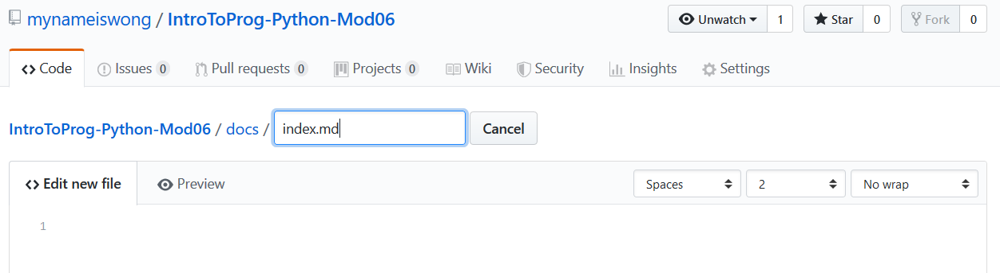 mynameiswong / IntroToProg-Python-Mod06 Unwatch 1 Star 0 Fork 0
Code Issues 0 Pull requests 0 Projects 0 Wiki Security Insights Settings
IntroToProg-Python-Mod06 / docs / index.md Cancel
Edit new file Preview Spaces 2 No wrap
1